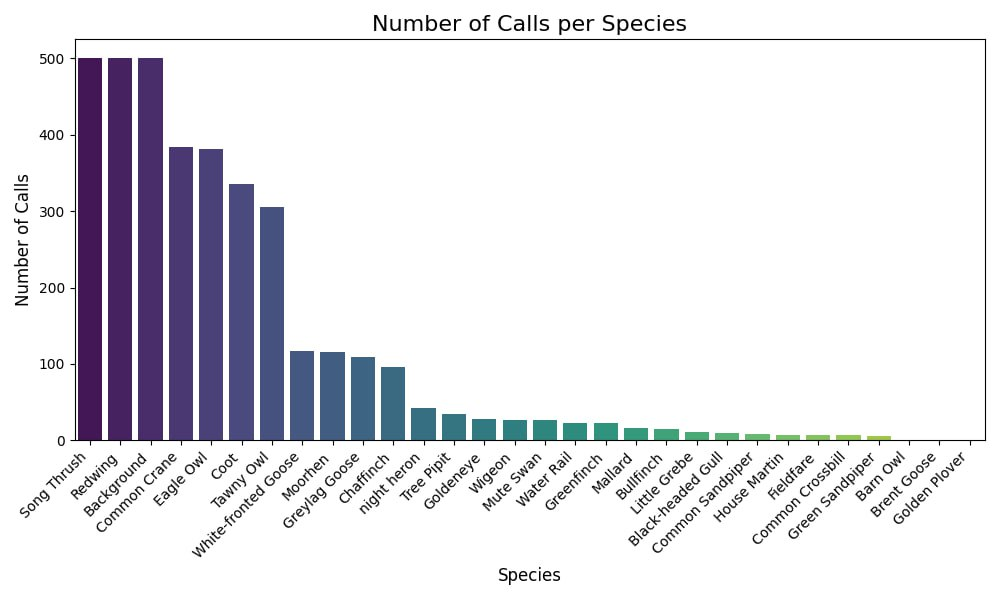 Number of Calls per Species
Number of Calls
500
400
300
200
100
0
Song Thrush
Redwing
Background
Common Crane
Eagle Owl
Coot
Tawny Owl
White-fronted Goose
Moorhen
Greylag Goose
Chaffinch
night heron
Tree Pipit
Goldeneye
Wigeon
Mute Swan
Water Rail
Greenfinch
Mallard
Bullfinch
Little Grebe
Black-headed Gull
Common Sandpiper
House Martin
Fieldfare
Common Crossbill
Green Sandpiper
Barn Owl
Brent Goose
Golden Plover
Species